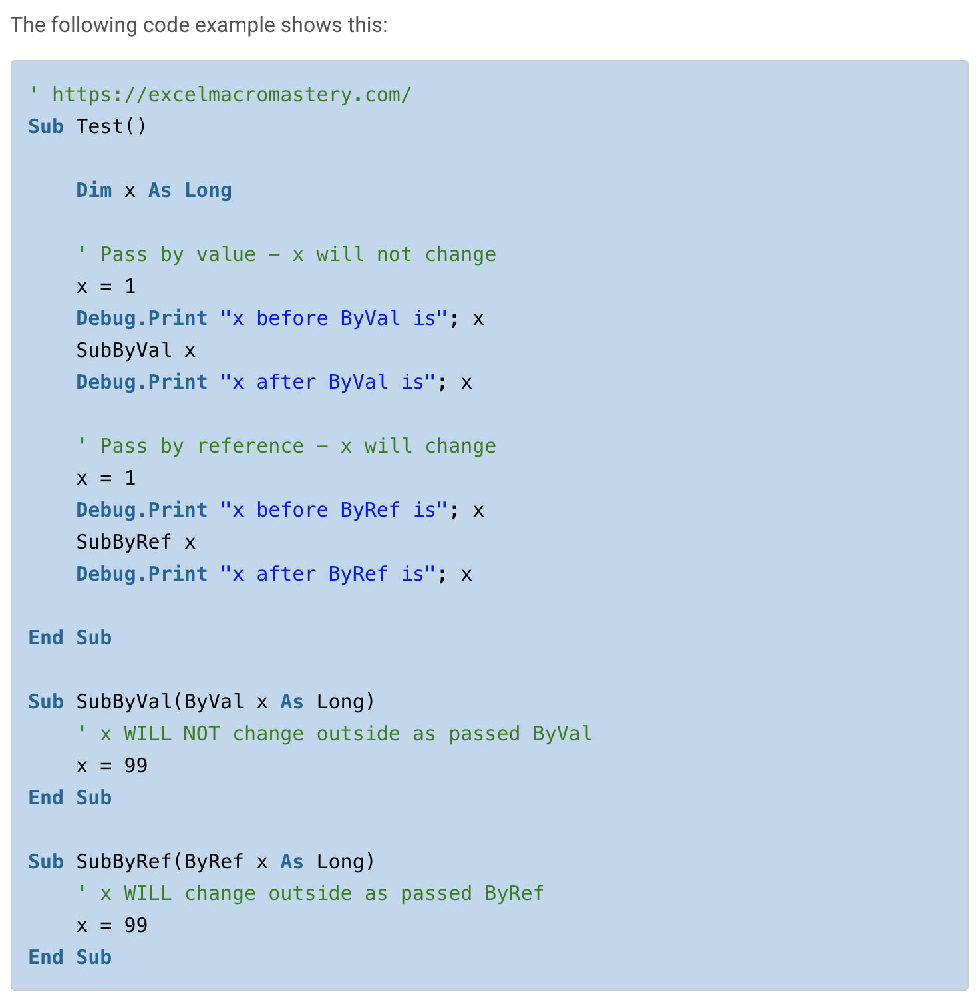 The following code example shows this:
' https://excelmacromastery.com/
Sub Test()
    Dim x As Long
    ' Pass by value – x will not change
    x = 1
    Debug.Print "x before ByVal is"; x
    SubByVal x
    Debug.Print "x after ByVal is"; x
    ' Pass by reference – x will change
    x = 1
    Debug.Print "x before ByRef is"; x
    SubByRef x
    Debug.Print "x after ByRef is"; x
End Sub
Sub SubByVal(ByVal x As Long)
    ' x WILL NOT change outside as passed ByVal
    x = 99
End Sub
Sub SubByRef(ByRef x As Long)
    ' x WILL change outside as passed ByRef
    x = 99
End Sub